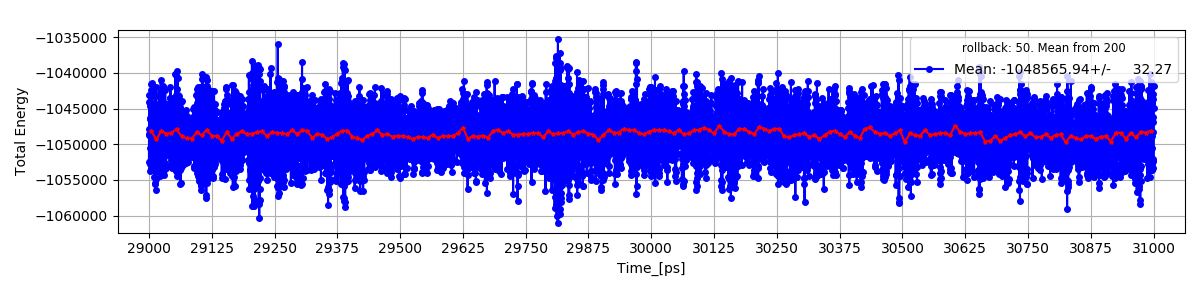 −1035000
−1040000
−1045000
−1050000
−1055000
−1060000
Total Energy
rollback: 50. Mean from 200
Mean: -1048565.94+/- 32.27
29000 29125 29250 29375 29500 29625 29750 29875 30000 30125 30250 30375 30500 30625 30750 30875 31000
Time_[ps]